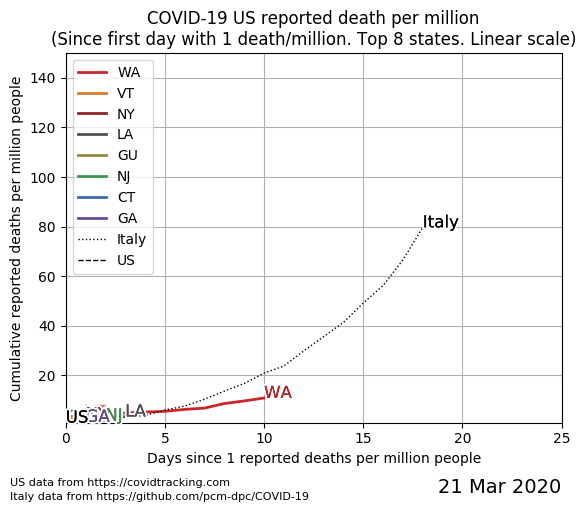 COVID-19 US reported death per million
(Since first day with 1 death/million. Top 8 states. Linear scale)
Cumulative reported deaths per million people
140
120
100
80
60
40
20
WA
VT
NY
LA
GU
NJ
CT
GA
Italy
US
Italy
WA
LA
NJ
GA
US
0
5
10
15
20
25
Days since 1 reported deaths per million people
US data from https://covidtracking.com
Italy data from https://github.com/pcm-dpc/COVID-19
21 Mar 2020